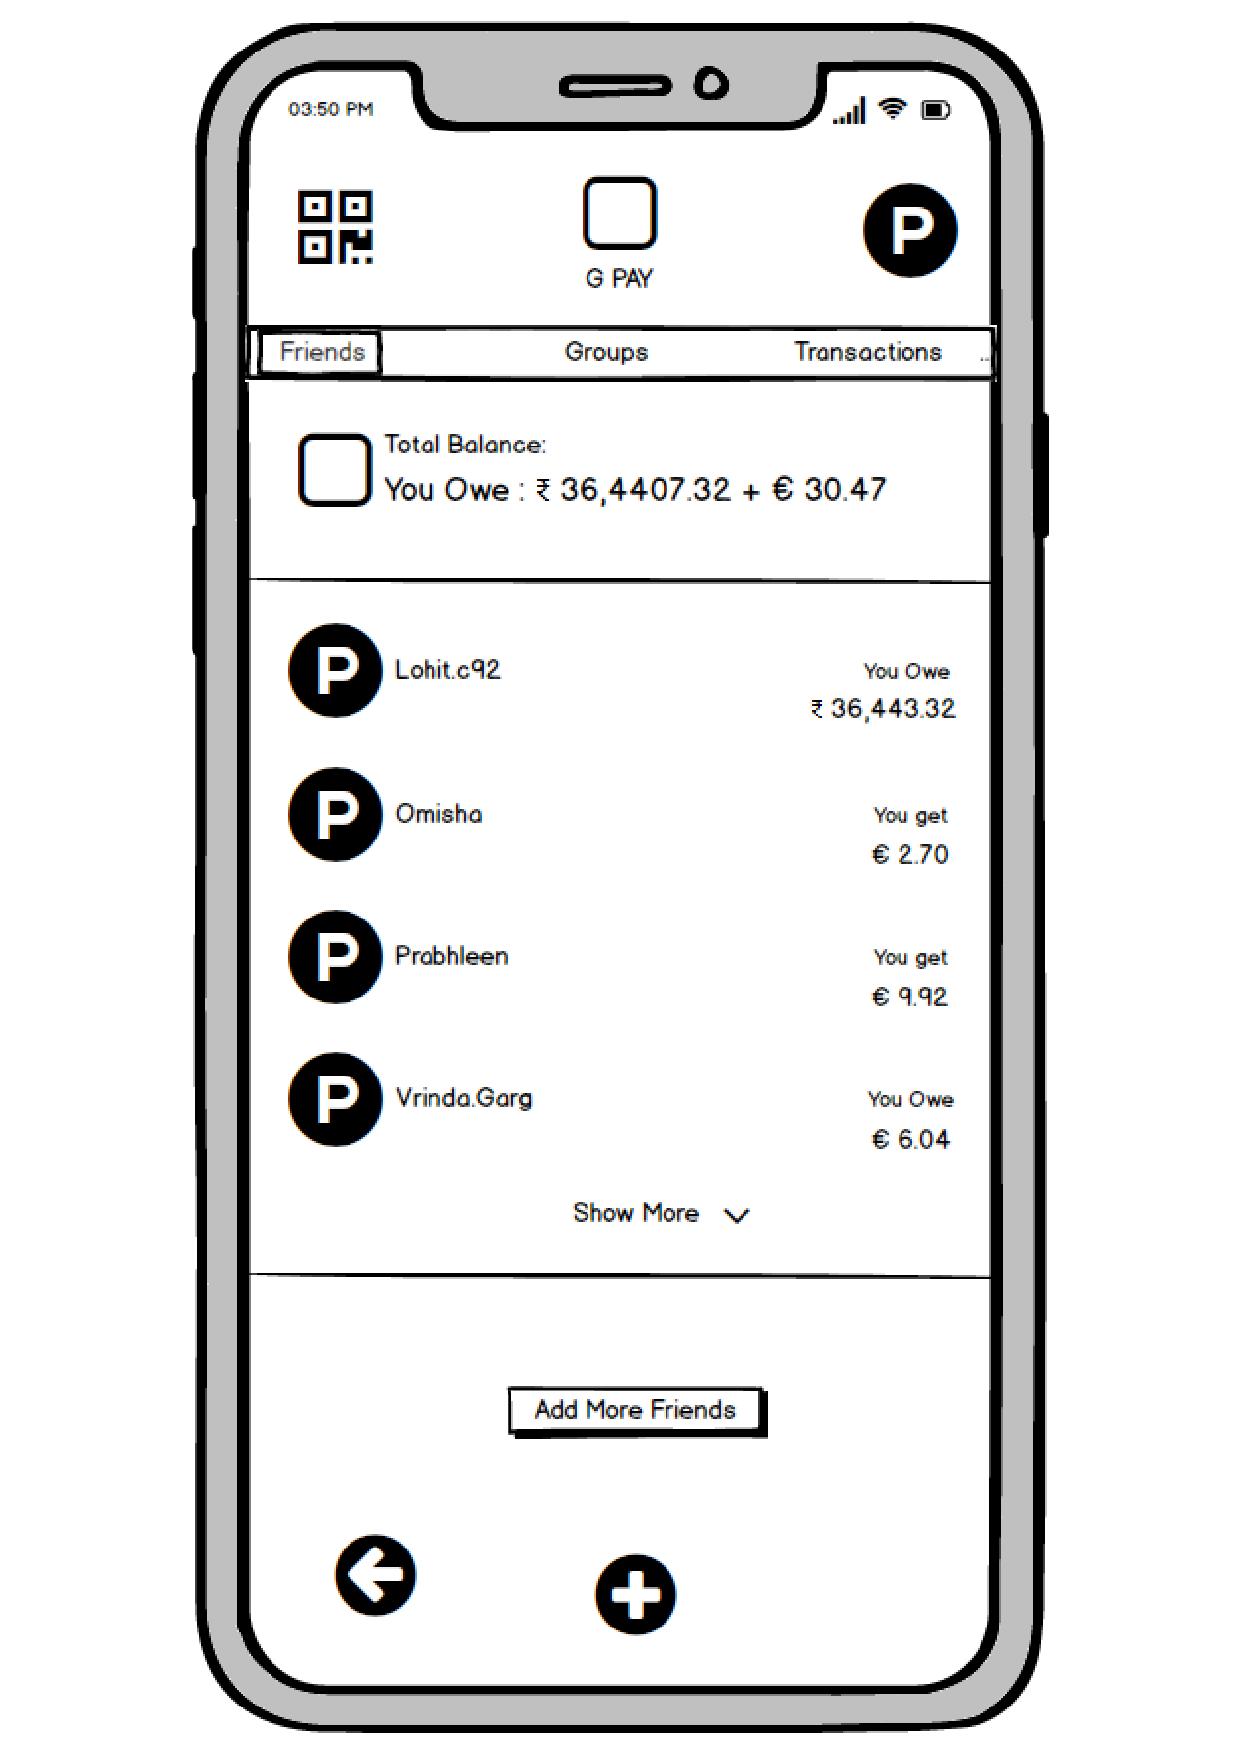 03:50 PM
P
G PAY
Friends Groups Transactions ..
Total Balance:
You Owe : ₹ 36,4407.32 + € 30.47
P Lohit.c92 You Owe
₹ 36,443.32
P Omisha You get
€ 2.70
P Prabhleen You get
€ 9.92
P Vrinda.Garg You Owe
€ 6.04
Show More
Add More Friends